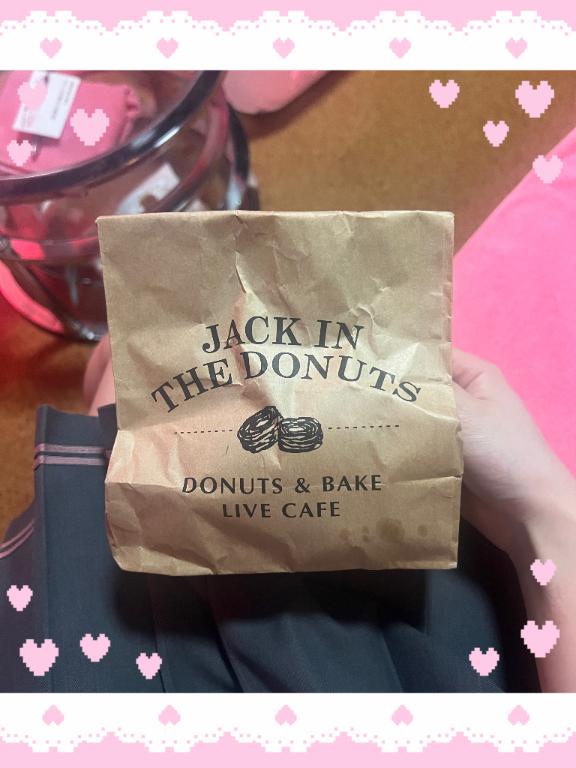 JACK IN
THE DONUTS
DONUTS & BAKE
LIVE CAFE